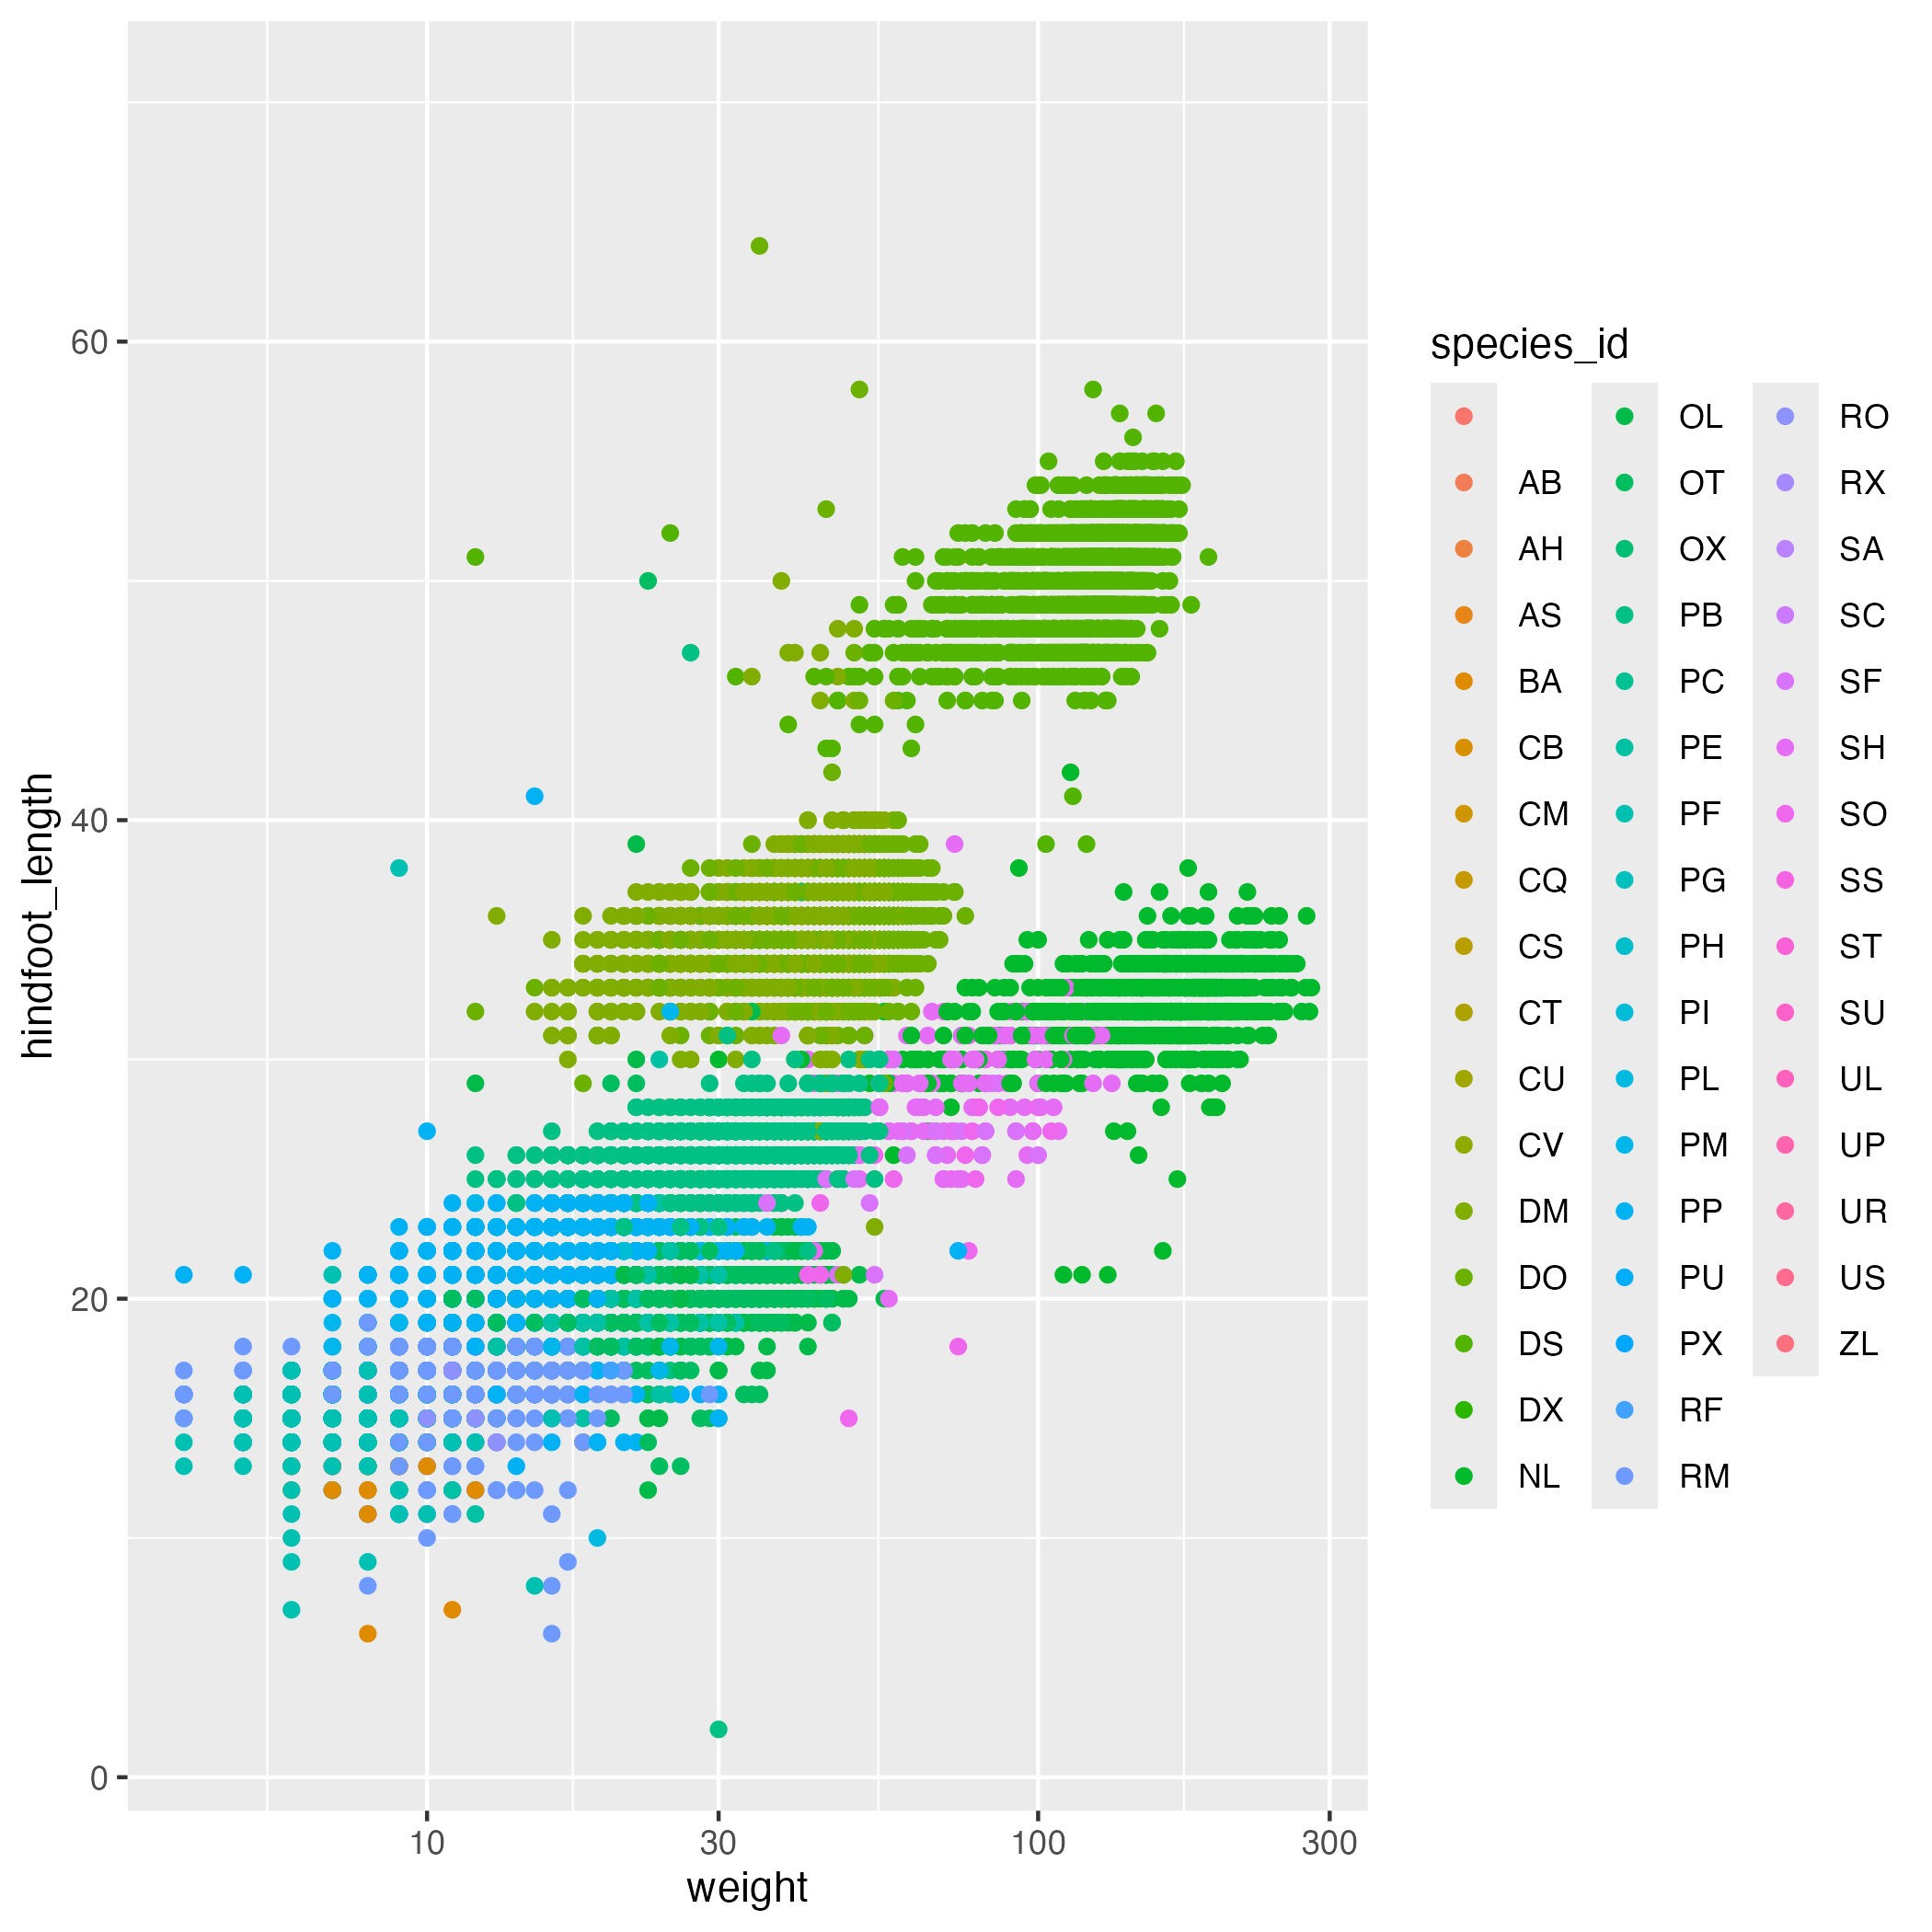 60
40
20
0
hindfoot_length
10
30
100
300
weight
species_id
AB
AH
AS
BA
CB
CM
CQ
CS
CT
CU
CV
DM
DO
DS
DX
NL
OL
OT
OX
PB
PC
PE
PF
PG
PH
PI
PL
PM
PP
PU
PX
RF
RM
RO
RX
SA
SC
SF
SH
SO
SS
ST
SU
UL
UP
UR
US
ZL